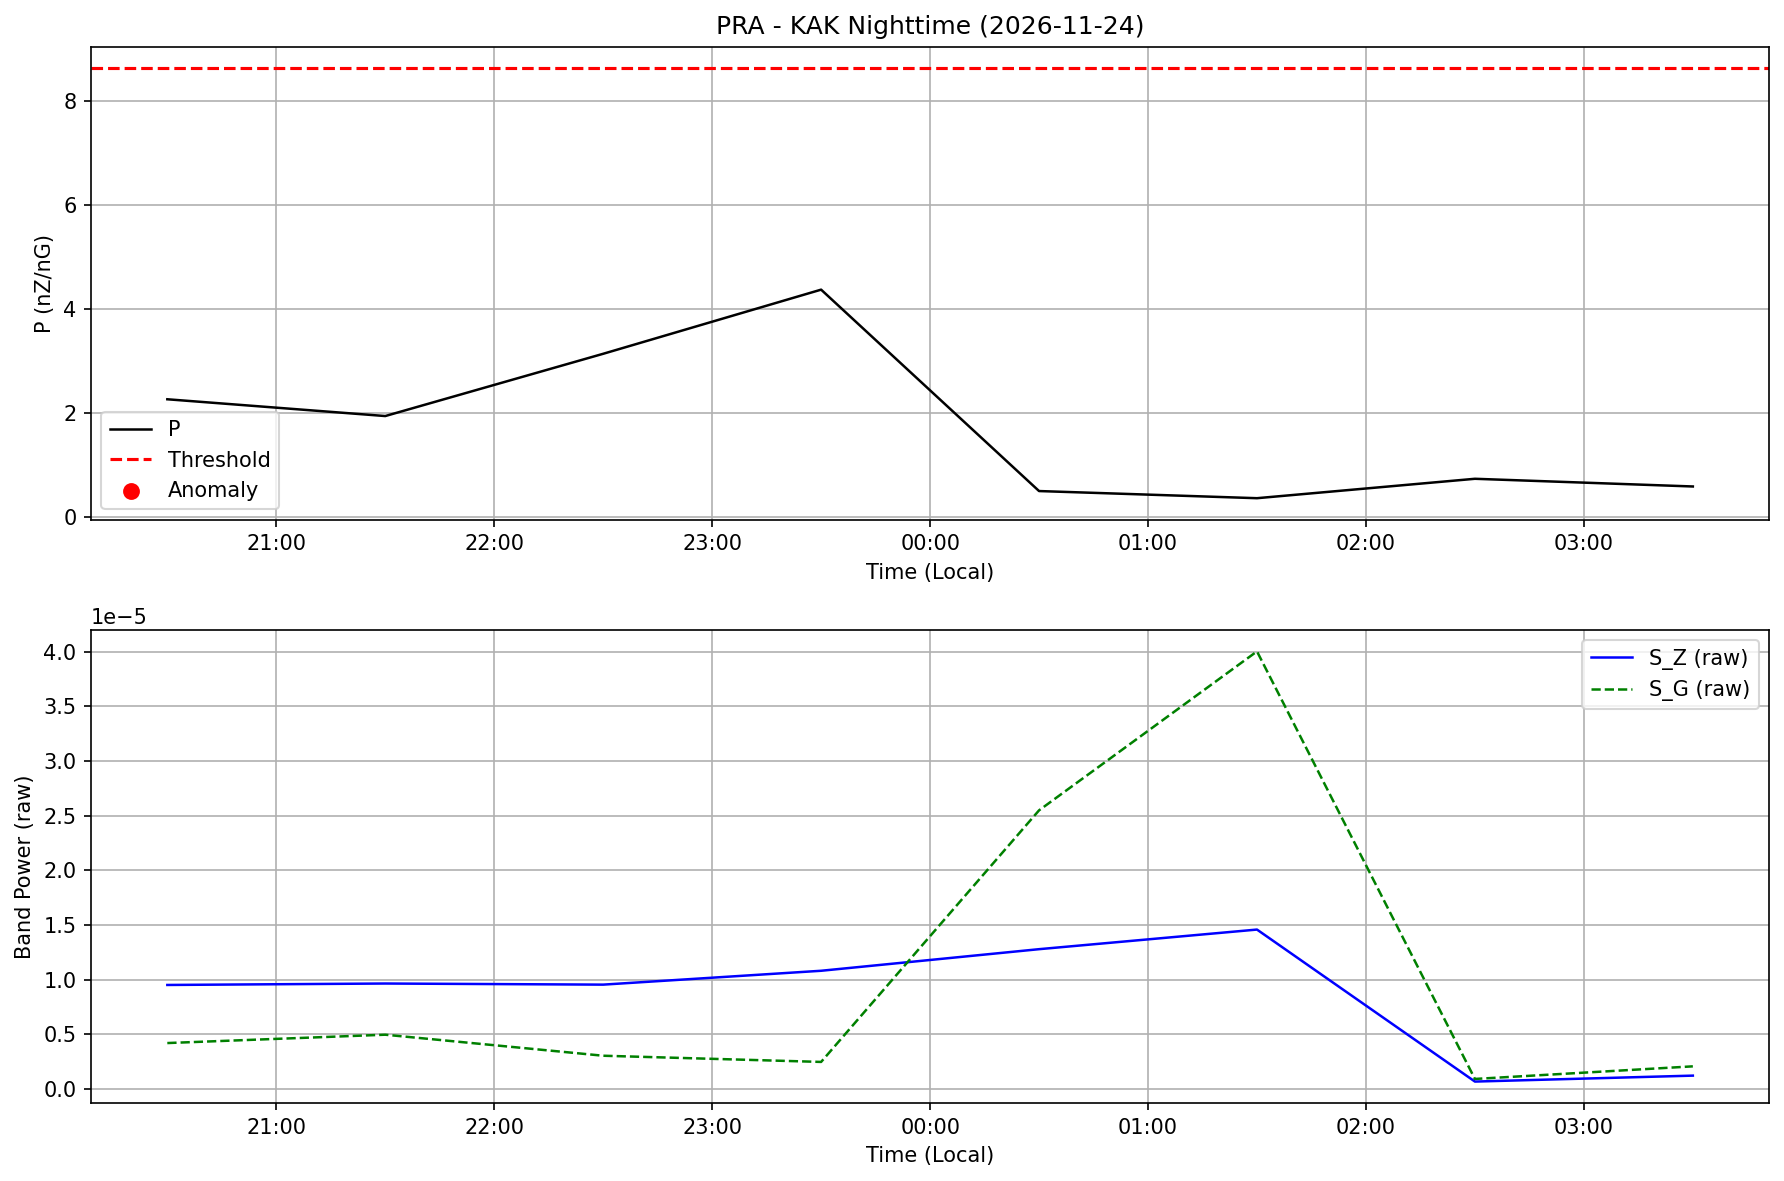 PRA - KAK Nighttime (2026-11-24)
P (nZ/nG)
8
6
4
2
0
P
Threshold
Anomaly
21:00 22:00 23:00 00:00 01:00 02:00 03:00
Time (Local)
1e−5
Band Power (raw)
4.0
3.5
3.0
2.5
2.0
1.5
1.0
0.5
0.0
S_Z (raw)
S_G (raw)
21:00 22:00 23:00 00:00 01:00 02:00 03:00
Time (Local)